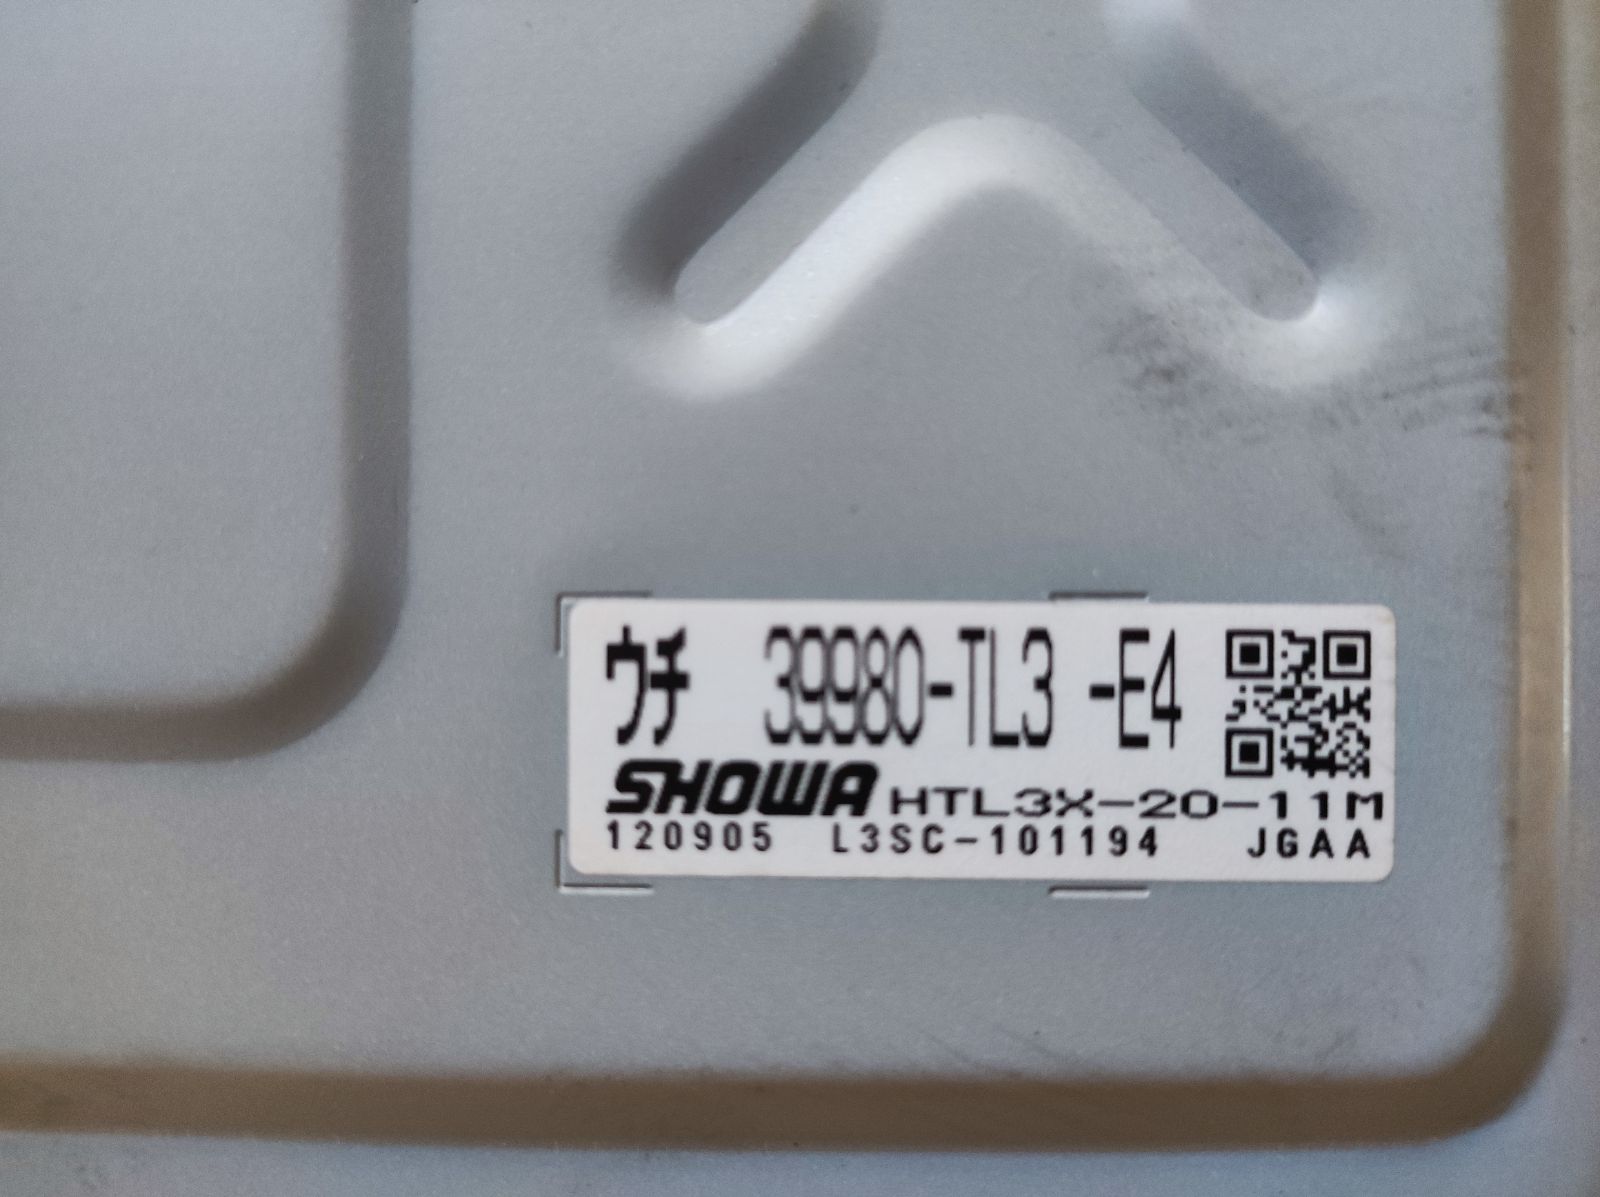 ウチ 39980-TL3 -E4
SHOWA HTL3X-20-11M
120905 L3SC-101194 JGAA